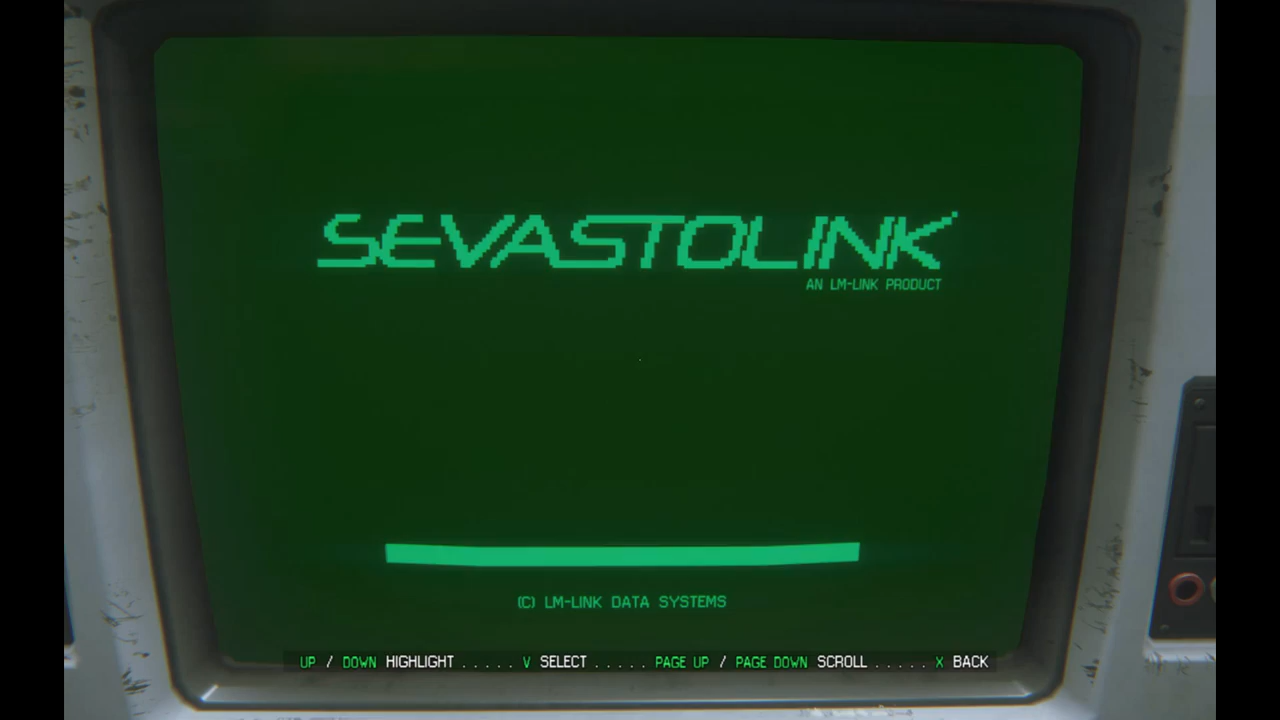 SEVASTOLINK
AN LM-LINK PRODUCT
(C) LM-LINK DATA SYSTEMS
UP / DOWN HIGHLIGHT ..... V SELECT ..... PAGE UP / PAGE DOWN SCROLL ..... X BACK